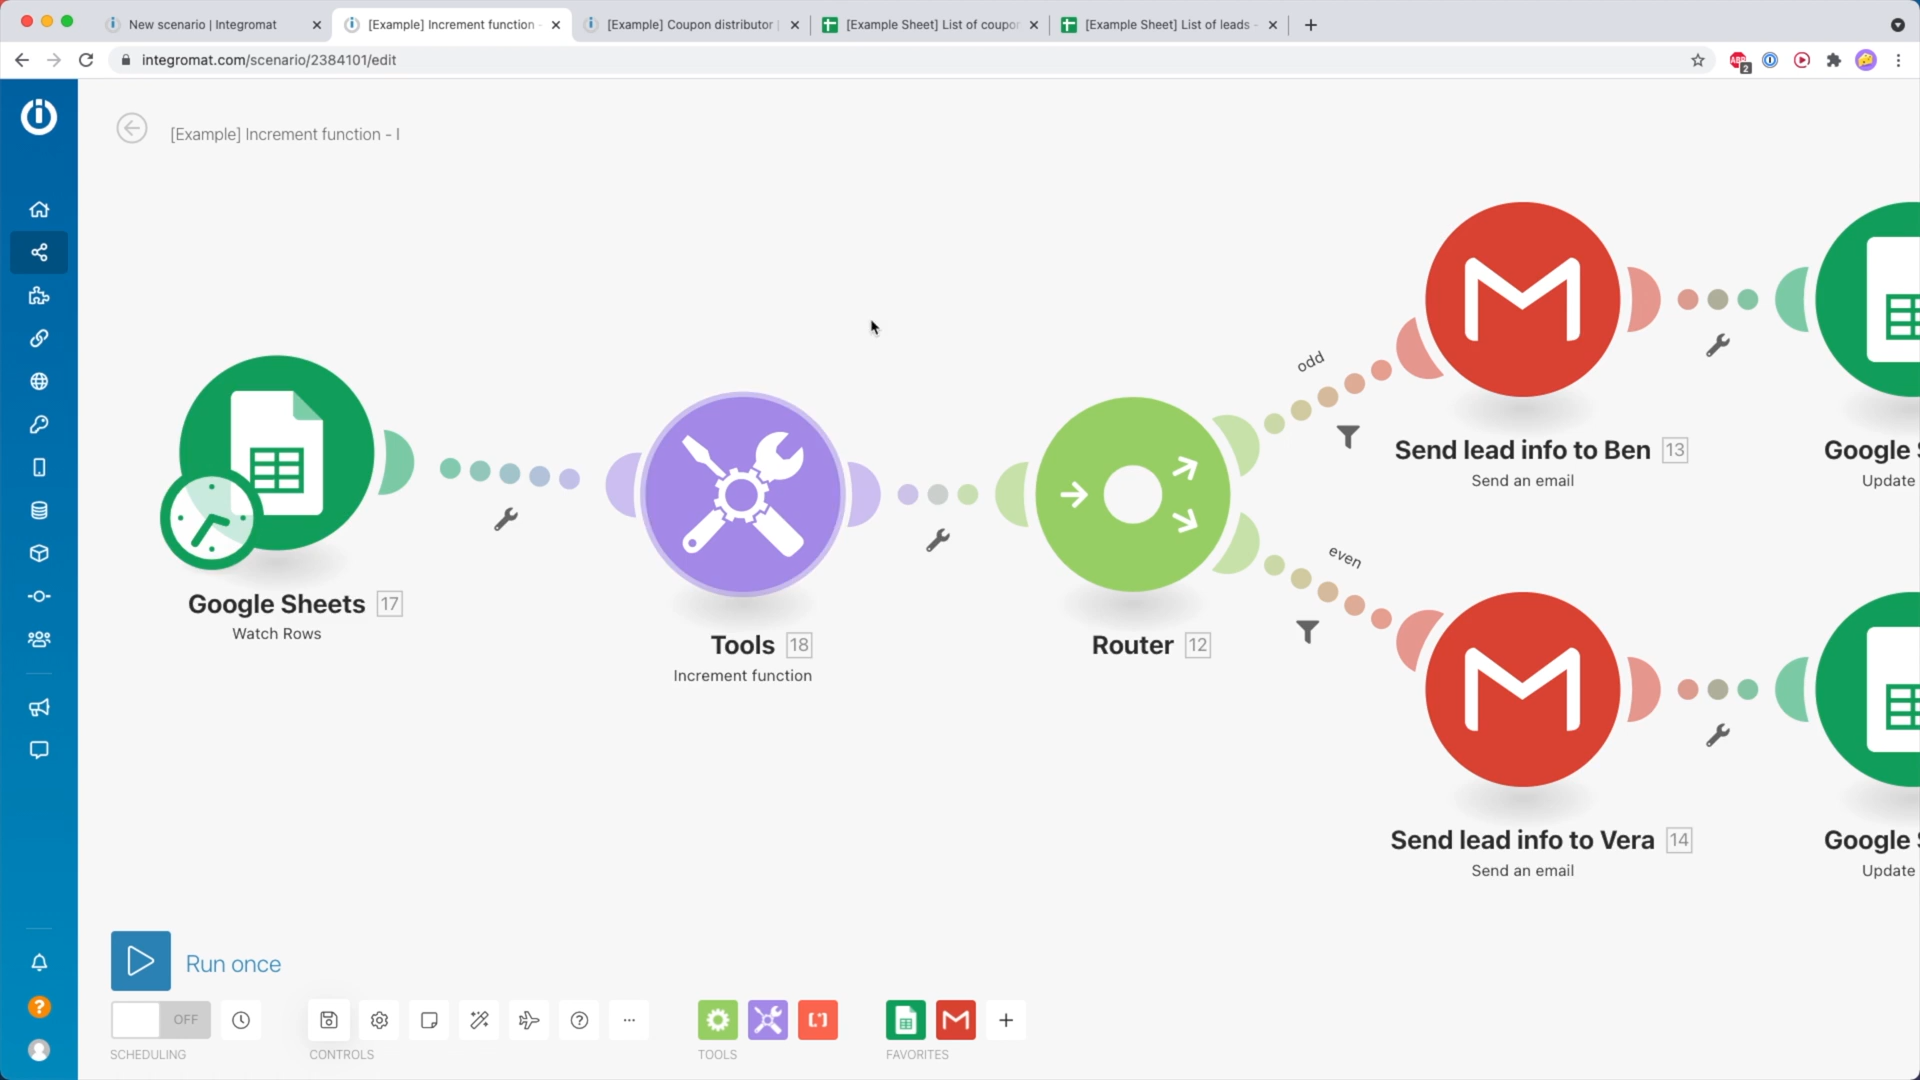 New scenario | Integromat
[Example] Increment function -
[Example] Coupon distributor |
[Example Sheet] List of coupor
[Example Sheet] List of leads -
integromat.com/scenario/2384101/edit
2
[Example] Increment function - I
odd
even
Send lead info to Ben 13
Send an email
Google S
Update
Google Sheets 17
Watch Rows
Tools 18
Increment function
Router 12
Send lead info to Vera 14
Send an email
Google S
Update
Run once
OFF
SCHEDULING
CONTROLS
TOOLS
FAVORITES